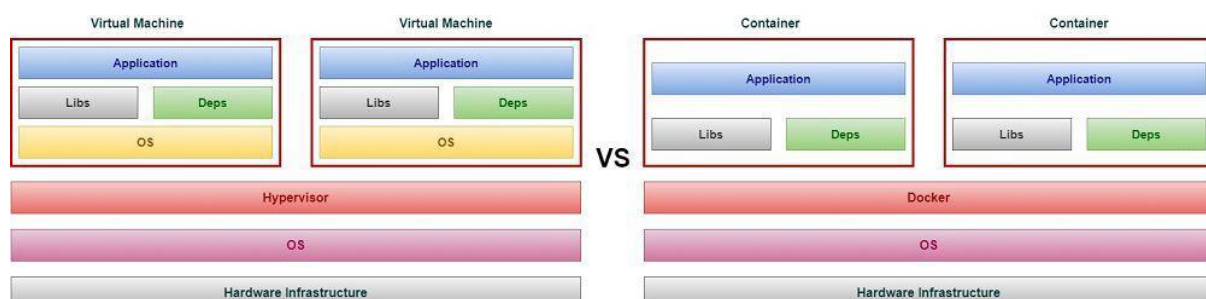 Virtual Machine Virtual Machine Container Container
Application Application Application Application
Libs Deps Libs Deps Libs Deps Libs Deps
OS OS
VS
Hypervisor Docker
OS OS
Hardware Infrastructure Hardware Infrastructure